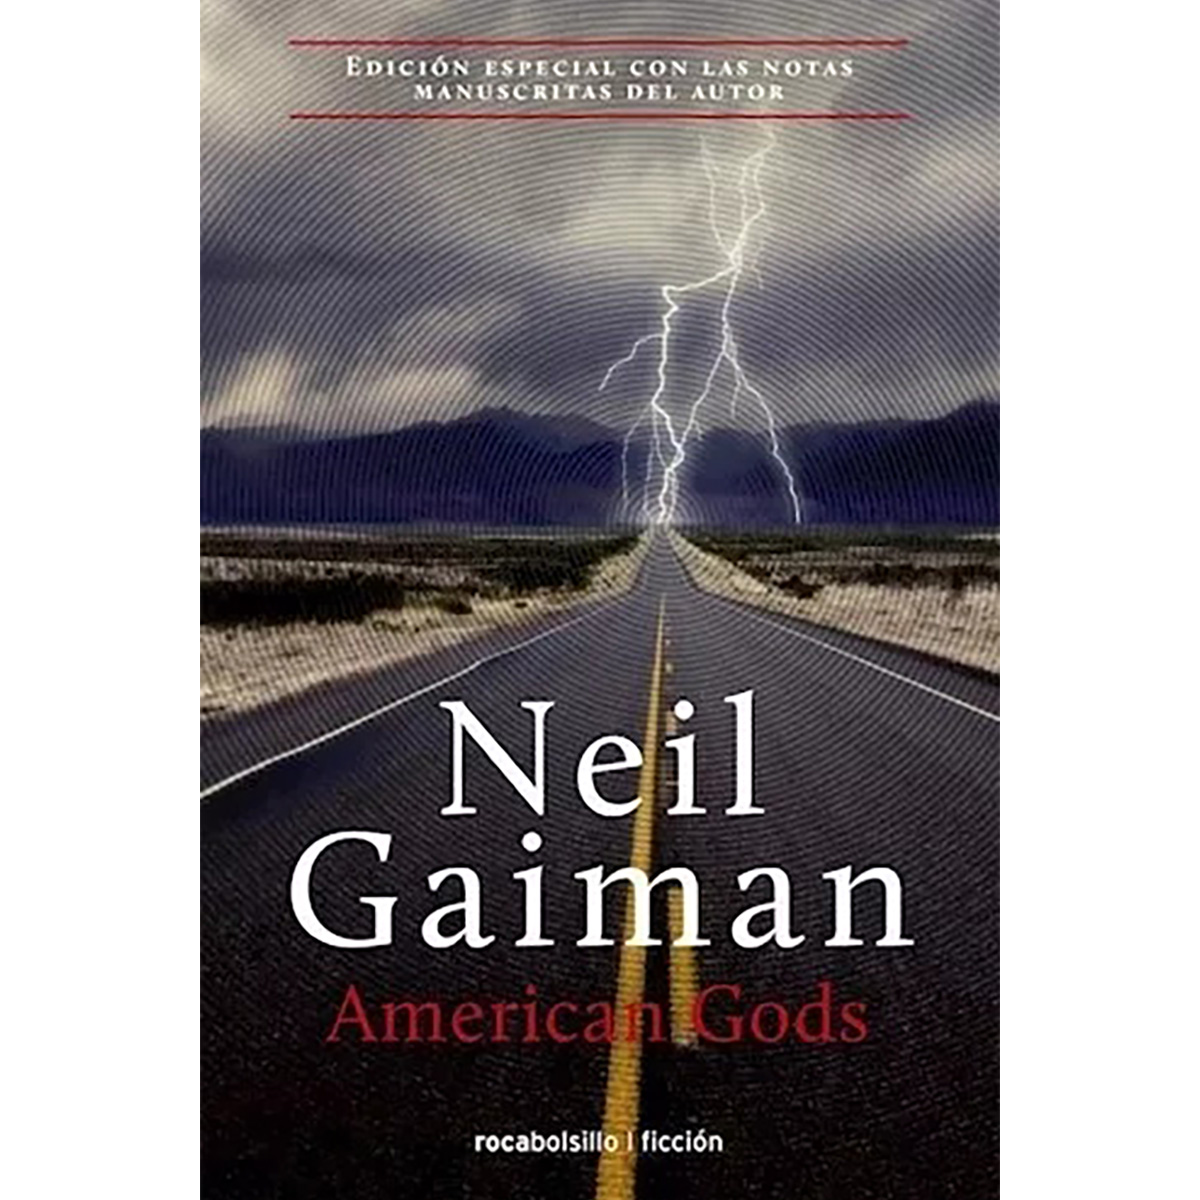 EDICIÓN ESPECIAL CON LAS NOTAS
MANUSCRITAS DEL AUTOR
Neil
Gaiman
American Gods
rocabolsillo | ficción